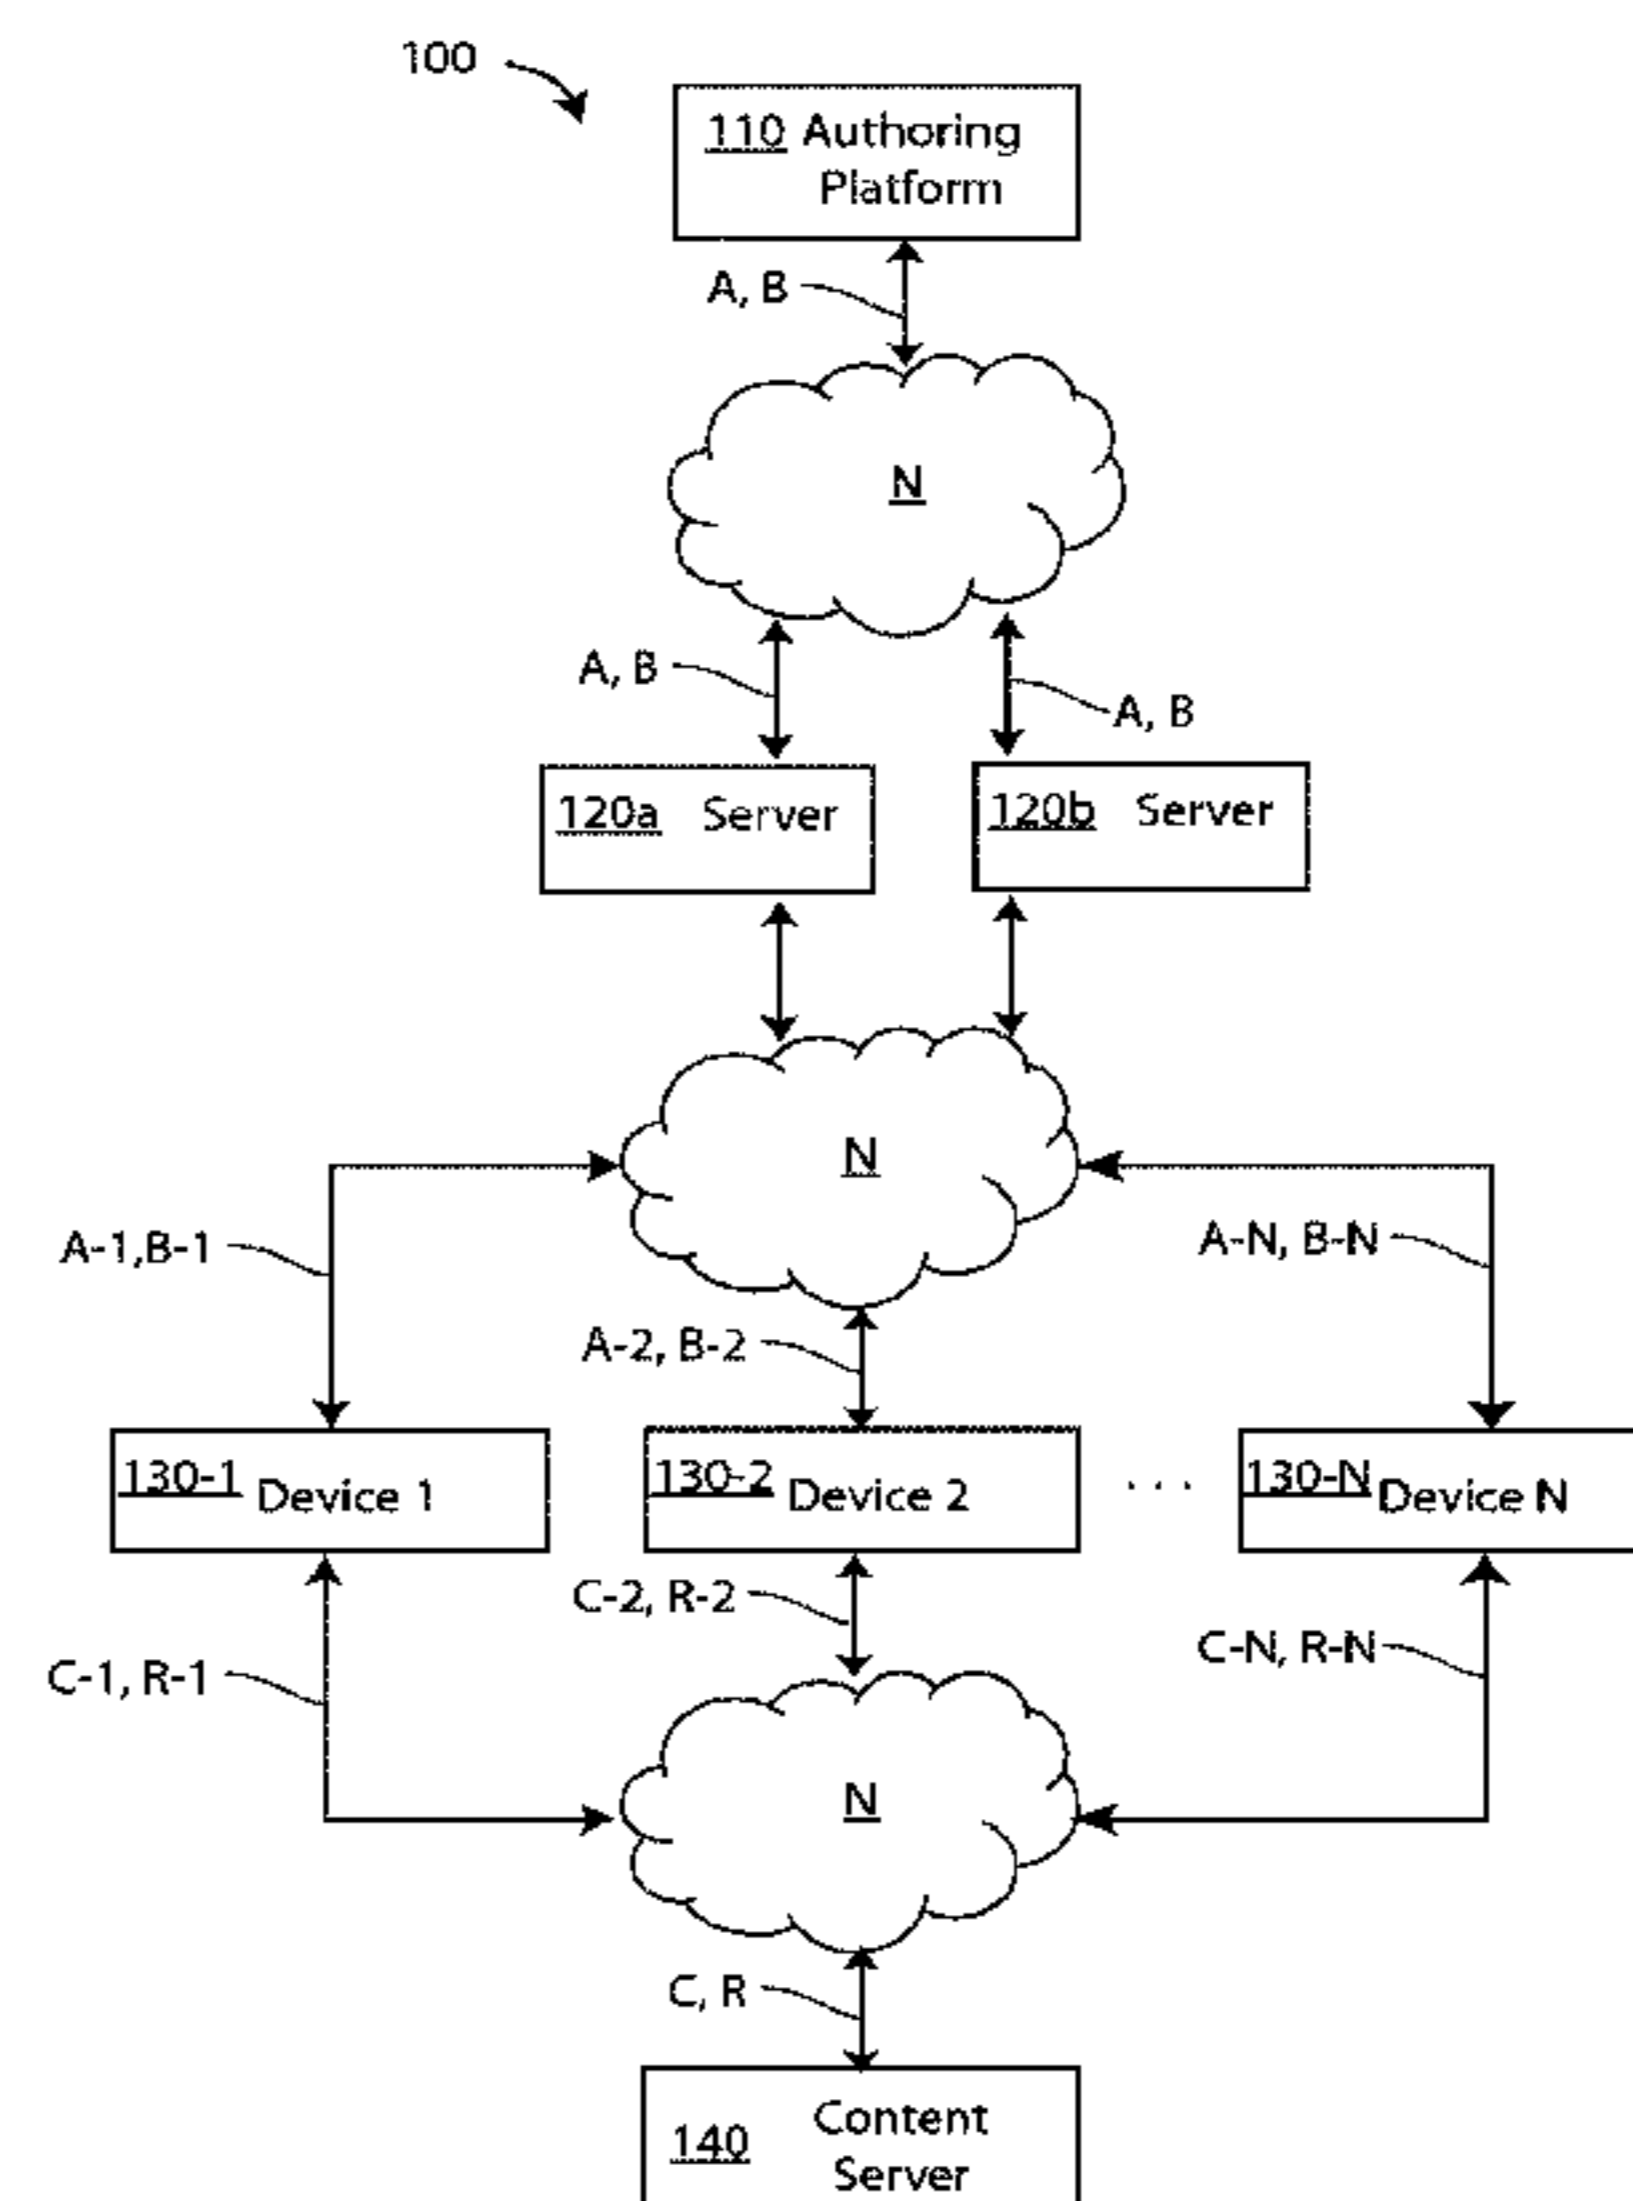 100
110 Authoring
Platform
A, B
N
A, B
A, B
120a Server
120b Server
N
A-1,B-1
A-N, B-N
A-2, B-2
130-1 Device 1
130-2 Device 2
. . .
130-N Device N
C-2, R-2
C-N, R-N
C-1, R-1
N
C, R
140 Content
Server